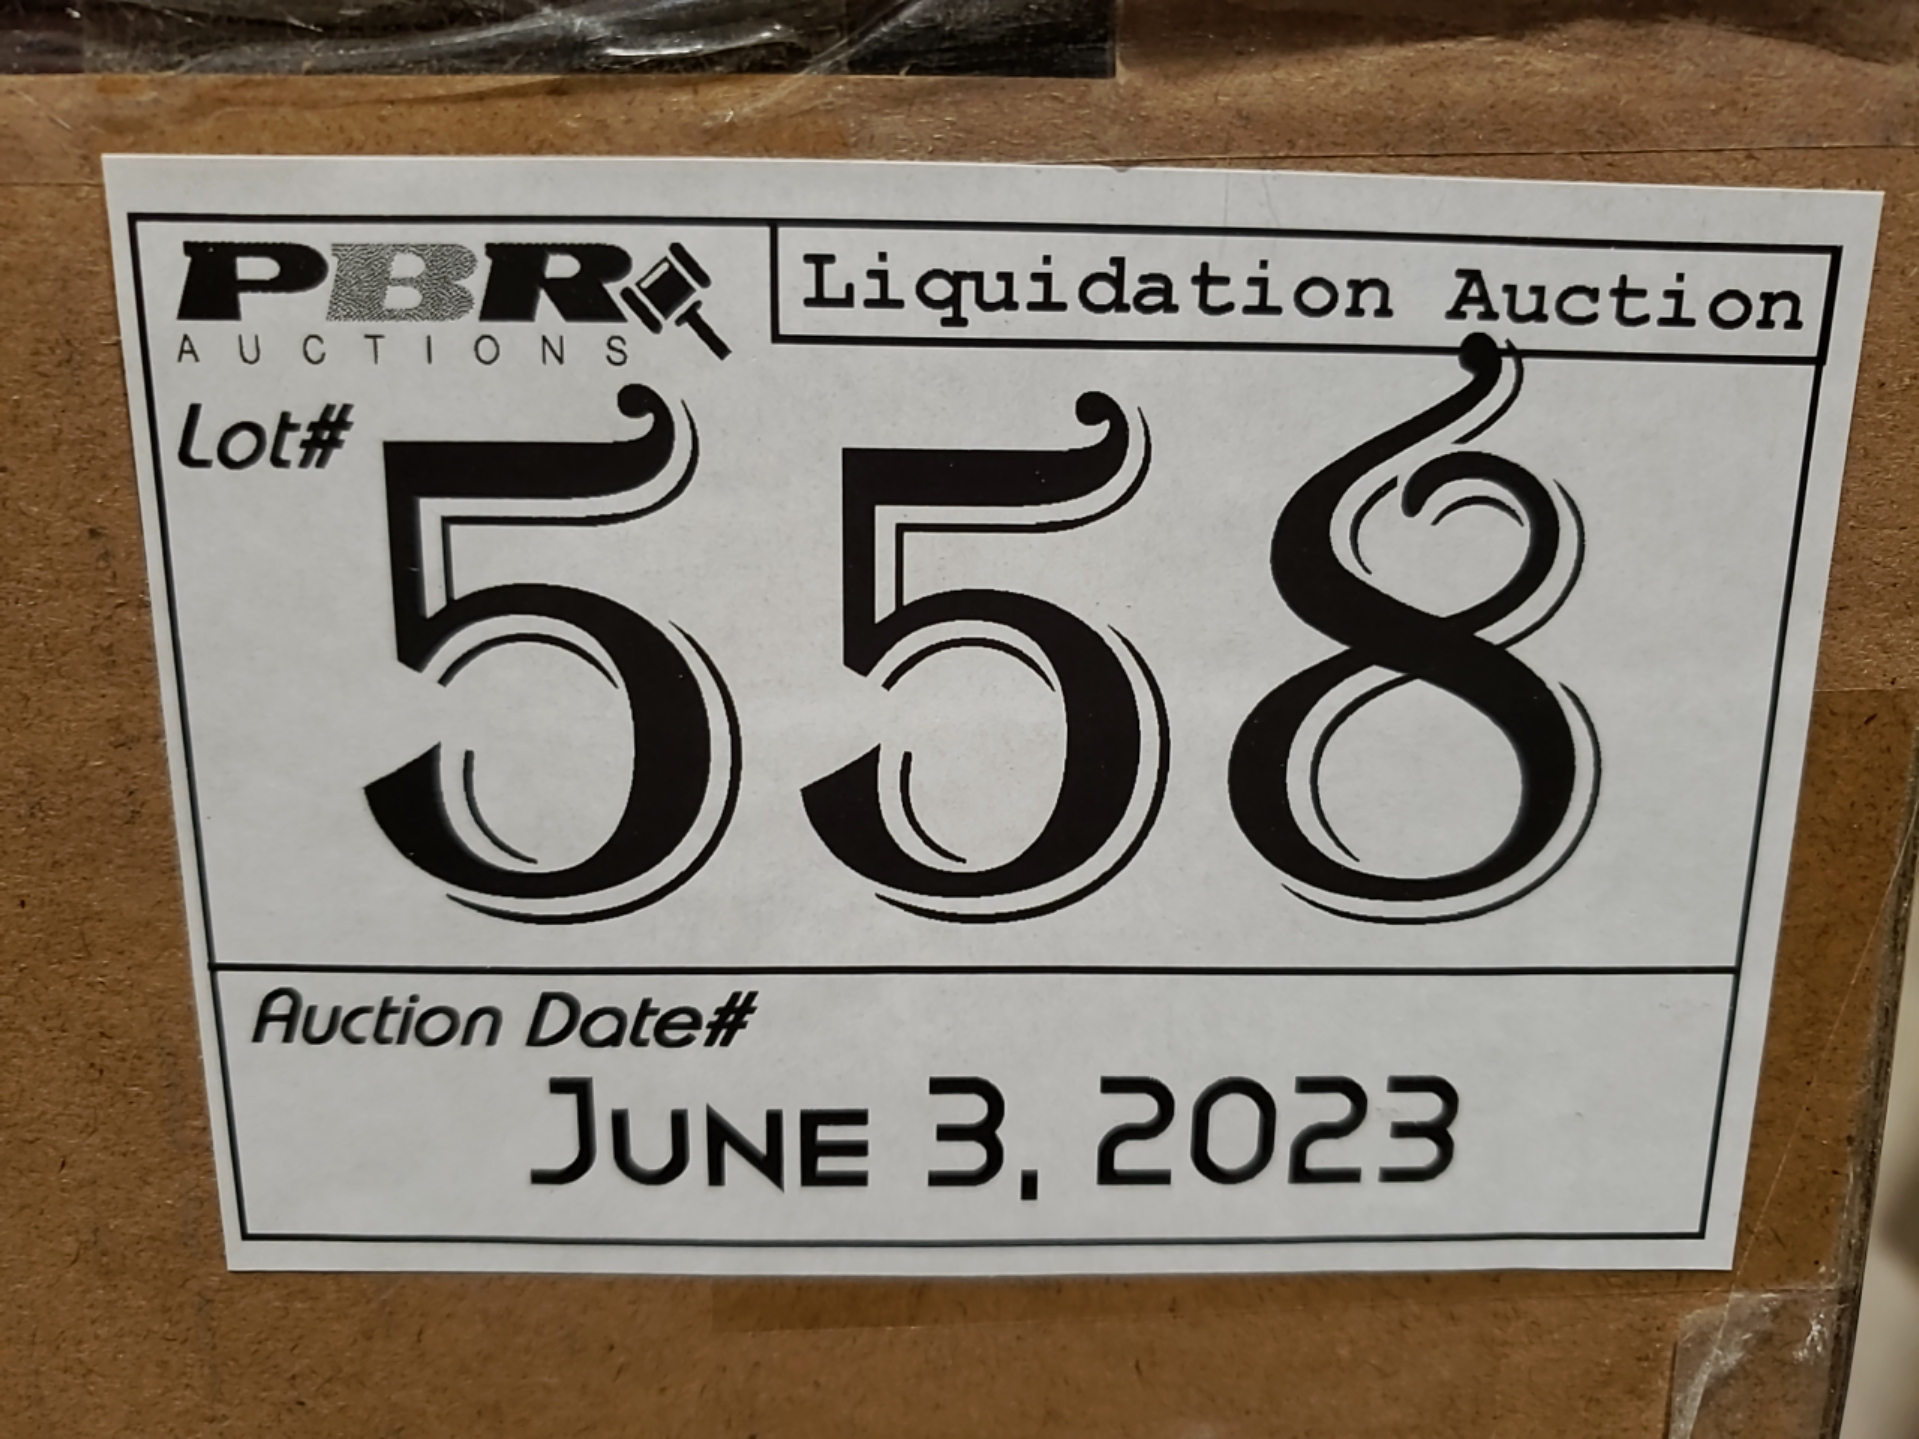 PBR
AUCTIONS
Liquidation Auction
Lot#
558
Auction Date#
JUNE 3, 2023